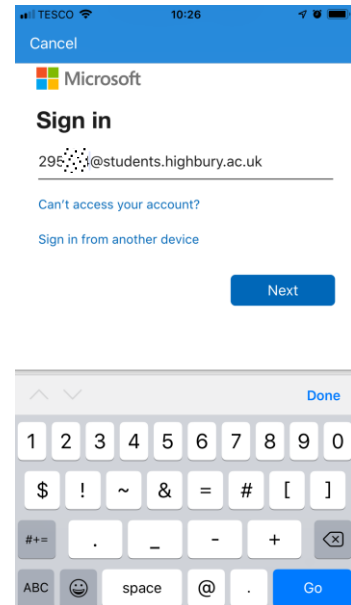 TESCO 10:26
Cancel
Microsoft
Sign in
@students.highbury.ac.uk
Can't access your account?
Sign in from another device
Next
Done
1 2 3 4 5 6 7 8 9 0
$ ! ~ & = # [ ]
#+= . _ - +
ABC space @ . Go